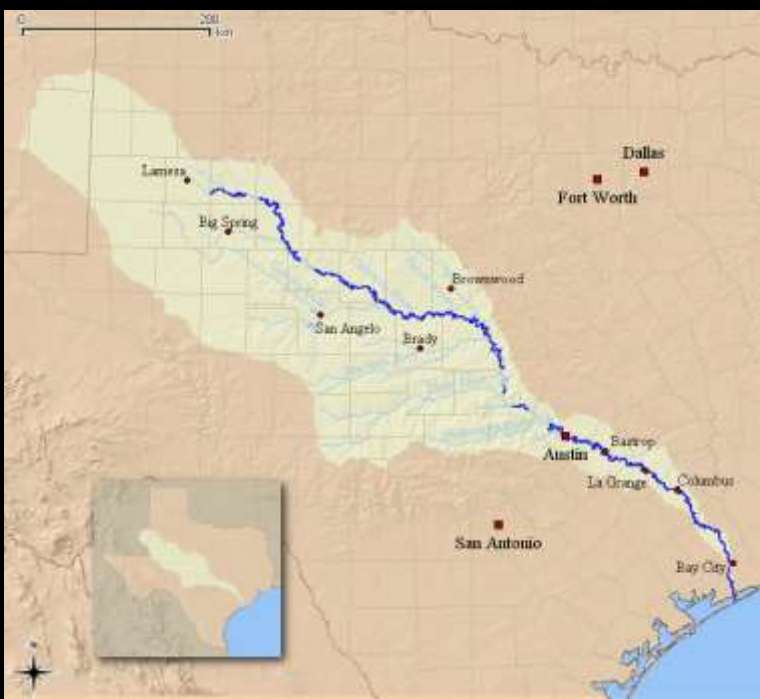 0
200
km
Dallas
Lamesa
Fort Worth
Big Spring
Brownwood
San Angelo
Brady
Bastrop
Austin
La Grange
Columbus
San Antonio
Bay City